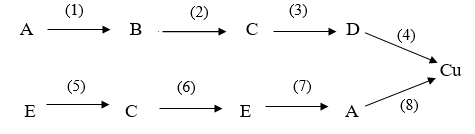 (1) (2) (3)
A B C D (4)
Cu
(5) (6) (7) (8)
E C E A